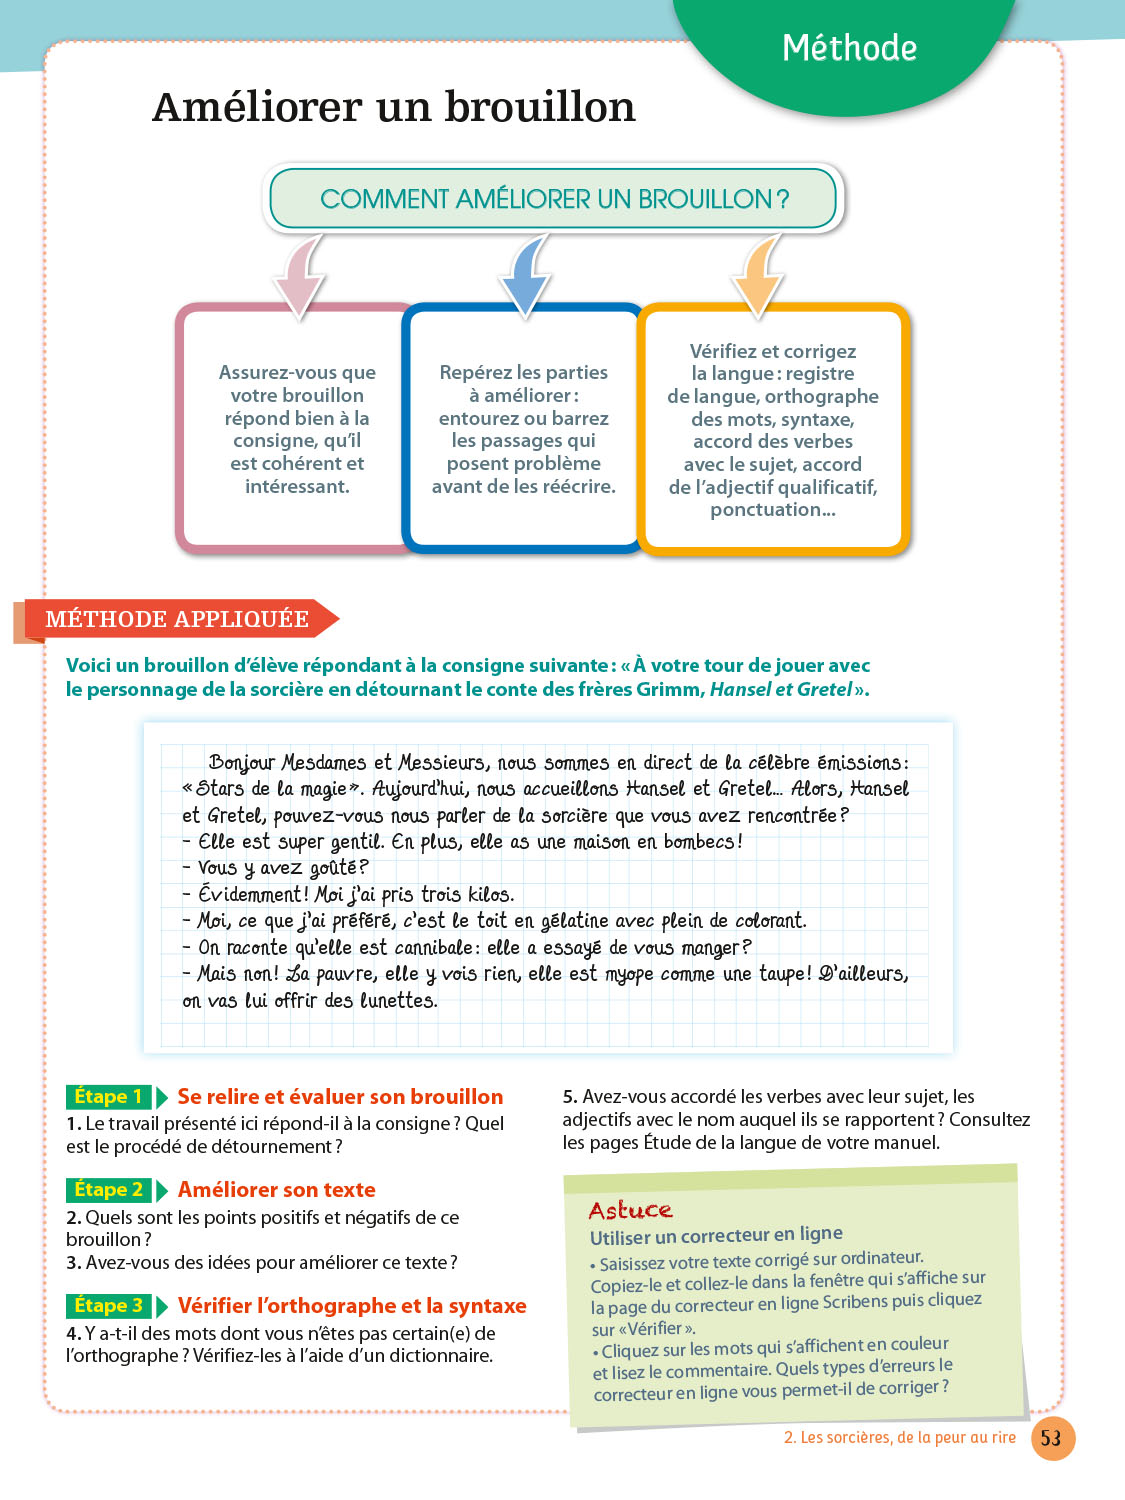 Méthode
Améliorer un brouillon
COMMENT AMÉLIORER UN BROUILLON ?
Assurez-vous que
votre brouillon
répond bien à la
consigne, qu’il
est cohérent et
intéressant.
Repérez les parties
à améliorer :
entourez ou barrez
les passages qui
posent problème
avant de les réécrire.
Vérifiez et corrigez
la langue : registre
de langue, orthographe
des mots, syntaxe,
accord des verbes
avec le sujet, accord
de l’adjectif qualificatif,
ponctuation...
MÉTHODE APPLIQUÉE
Voici un brouillon d’élève répondant à la consigne suivante : « À votre tour de jouer avec
le personnage de la sorcière en détournant le conte des frères Grimm, Hansel et Gretel ».
Bonjour Mesdames et Messieurs, nous sommes en direct de la célèbre émissions :
« Stars de la magie ». Aujourd’hui, nous accueillons Hansel et Gretel... Alors, Hansel
et Gretel, pouvez-vous nous parler de la sorcière que vous avez rencontrée ?
- Elle est super gentil. En plus, elle as une maison en bombecs !
- Vous y avez goûté ?
- Évidemment ! Moi j’ai pris trois kilos.
- Moi, ce que j’ai préféré, c’est le toit en gélatine avec plein de colorant.
- On raconte qu’elle est cannibale : elle a essayé de vous manger ?
- Mais non ! La pauvre, elle y vois rien, elle est myope comme une taupe ! D’ailleurs,
on vas lui offrir des lunettes.
Étape 1 Se relire et évaluer son brouillon
1. Le travail présenté ici répond-il à la consigne ? Quel
est le procédé de détournement ?
Étape 2 Améliorer son texte
2. Quels sont les points positifs et négatifs de ce
brouillon ?
3. Avez-vous des idées pour améliorer ce texte ?
Étape 3 Vérifier l’orthographe et la syntaxe
4. Y a-t-il des mots dont vous n’êtes pas certain(e) de
l’orthographe ? Vérifiez-les à l’aide d’un dictionnaire.
5. Avez-vous accordé les verbes avec leur sujet, les
adjectifs avec le nom auquel ils se rapportent ? Consultez
les pages Étude de la langue de votre manuel.
Astuce
Utiliser un correcteur en ligne
• Saisissez votre texte corrigé sur ordinateur.
Copiez-le et collez-le dans la fenêtre qui s’affiche sur
la page du correcteur en ligne Scribens puis cliquez
sur « Vérifier ».
• Cliquez sur les mots qui s’affichent en couleur
et lisez le commentaire. Quels types d’erreurs le
correcteur en ligne vous permet-il de corriger ?
2. Les sorcières, de la peur au rire 53